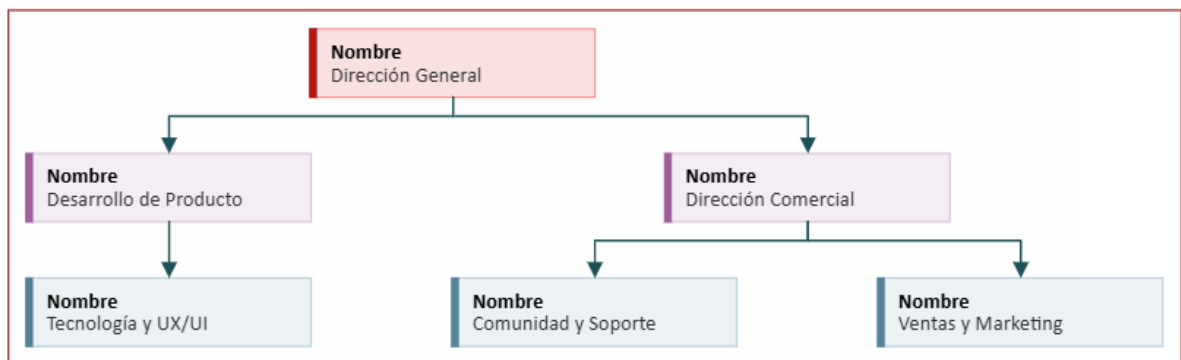 Nombre
Dirección General
Nombre
Desarrollo de Producto
Nombre
Dirección Comercial
Nombre
Tecnología y UX/UI
Nombre
Comunidad y Soporte
Nombre
Ventas y Marketing